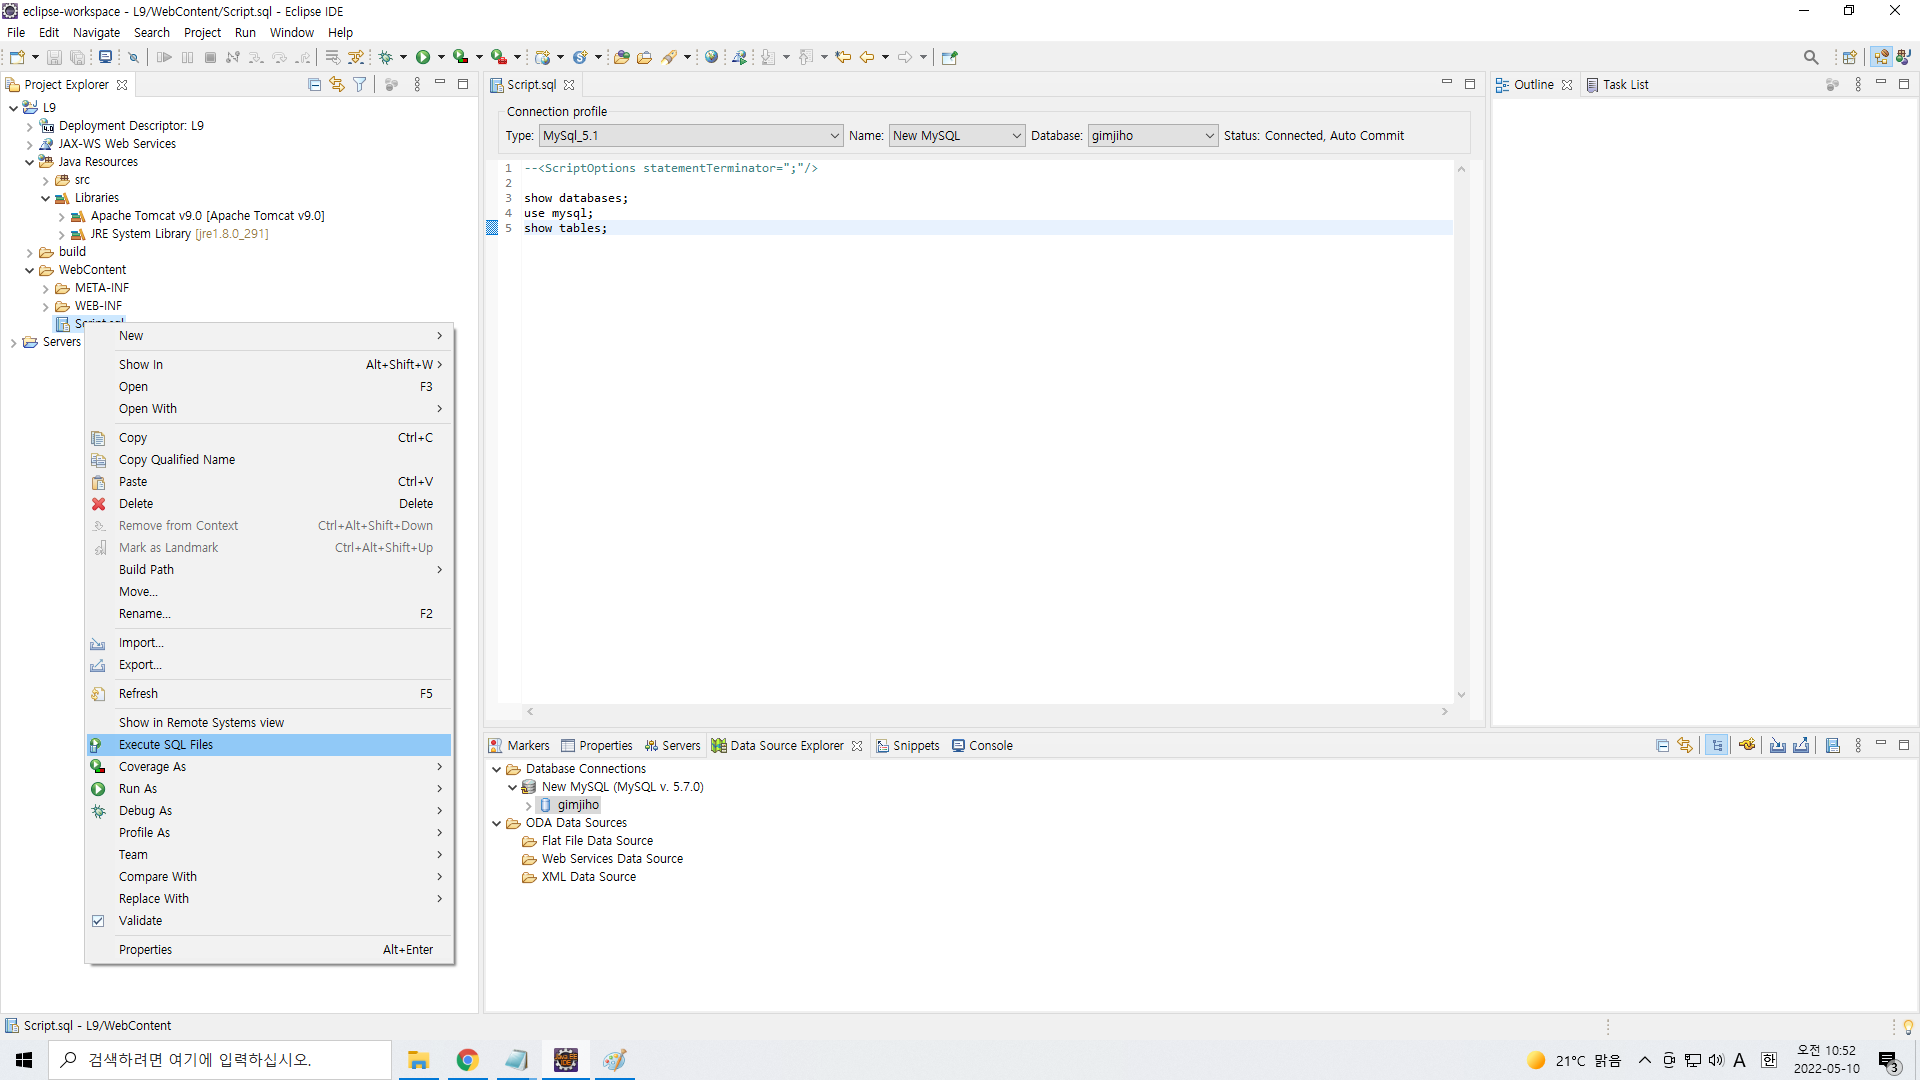 eclipse-workspace - L9/WebContent/Script.sql - Eclipse IDE
File Edit Navigate Search Project Run Window Help
Project Explorer
L9
Deployment Descriptor: L9
JAX-WS Web Services
Java Resources
src
Libraries
Apache Tomcat v9.0 [Apache Tomcat v9.0]
JRE System Library [jre1.8.0_291]
build
WebContent
META-INF
WEB-INF
Script.sql
Servers
New
Show In Alt+Shift+W
Open F3
Open With
Copy Ctrl+C
Copy Qualified Name
Paste Ctrl+V
Delete Delete
Remove from Context Ctrl+Alt+Shift+Down
Mark as Landmark Ctrl+Alt+Shift+Up
Build Path
Move...
Rename... F2
Import...
Export...
Refresh F5
Show in Remote Systems view
Execute SQL Files
Coverage As
Run As
Debug As
Profile As
Team
Compare With
Replace With
Validate
Properties Alt+Enter
Script.sql
Connection profile
Type: MySql_5.1 Name: New MySQL Database: gimjiho Status: Connected, Auto Commit
1 --<ScriptOptions statementTerminator=";"/>
2
3 show databases;
4 use mysql;
5 show tables;
Outline Task List
Markers Properties Servers Data Source Explorer Snippets Console
Database Connections
New MySQL (MySQL v. 5.7.0)
gimjiho
ODA Data Sources
Flat File Data Source
Web Services Data Source
XML Data Source
Script.sql - L9/WebContent
검색하려면 여기에 입력하십시오.
21°C 맑음
A
한
오전 10:52
2022-05-10
3